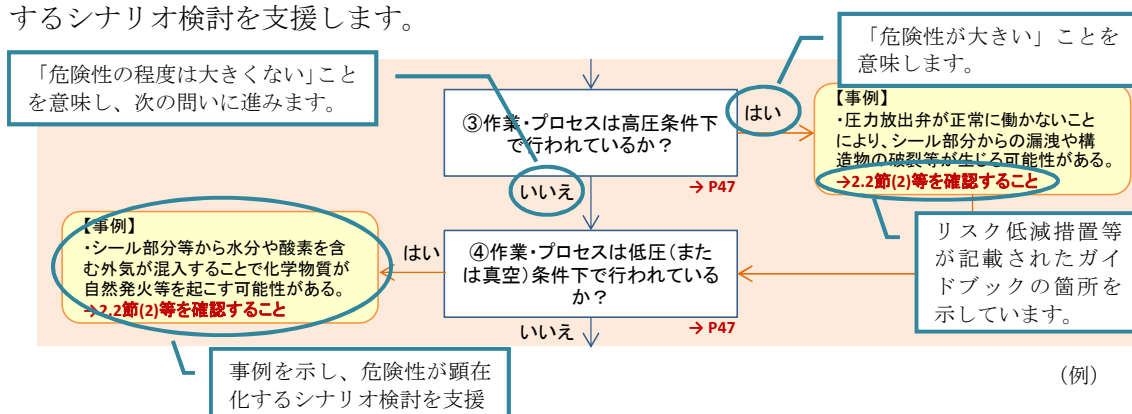 するシナリオ検討を支援します。
「危険性が大きい」ことを
意味します。
「危険性の程度は大きくない」こと
を意味し、次の問いに進みます。
③作業・プロセスは高圧条件下
で行われているか？
→ P47
はい
【事例】
・圧力放出弁が正常に働かないこと
により、シール部分からの漏洩や構
造物の破裂等が生じる可能性がある。
→2.2節(2)等を確認すること
いいえ
リスク低減措置等
が記載されたガイ
ドブックの箇所を
示しています。
④作業・プロセスは低圧（また
は真空）条件下で行われている
か？
→ P47
はい
【事例】
・シール部分等から水分や酸素を含
む外気が混入することで化学物質が
自然発火等を起こす可能性がある。
→2.2節(2)等を確認すること
いいえ
事例を示し、危険性が顕在
化するシナリオ検討を支援
（例）